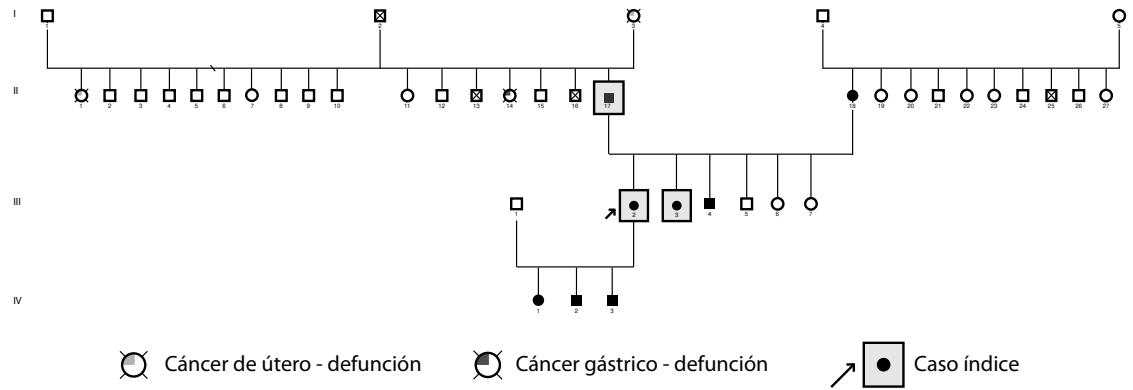 I
1 2 3 4 5
II
1 2 3 4 5 6 7 8 9 10 11 12 13 14 15 16 17 18 19 20 21 22 23 24 25 26 27
III
1 2 3 4 5 6 7
IV
1 2 3
Cáncer de útero - defunción Cáncer gástrico - defunción Caso índice